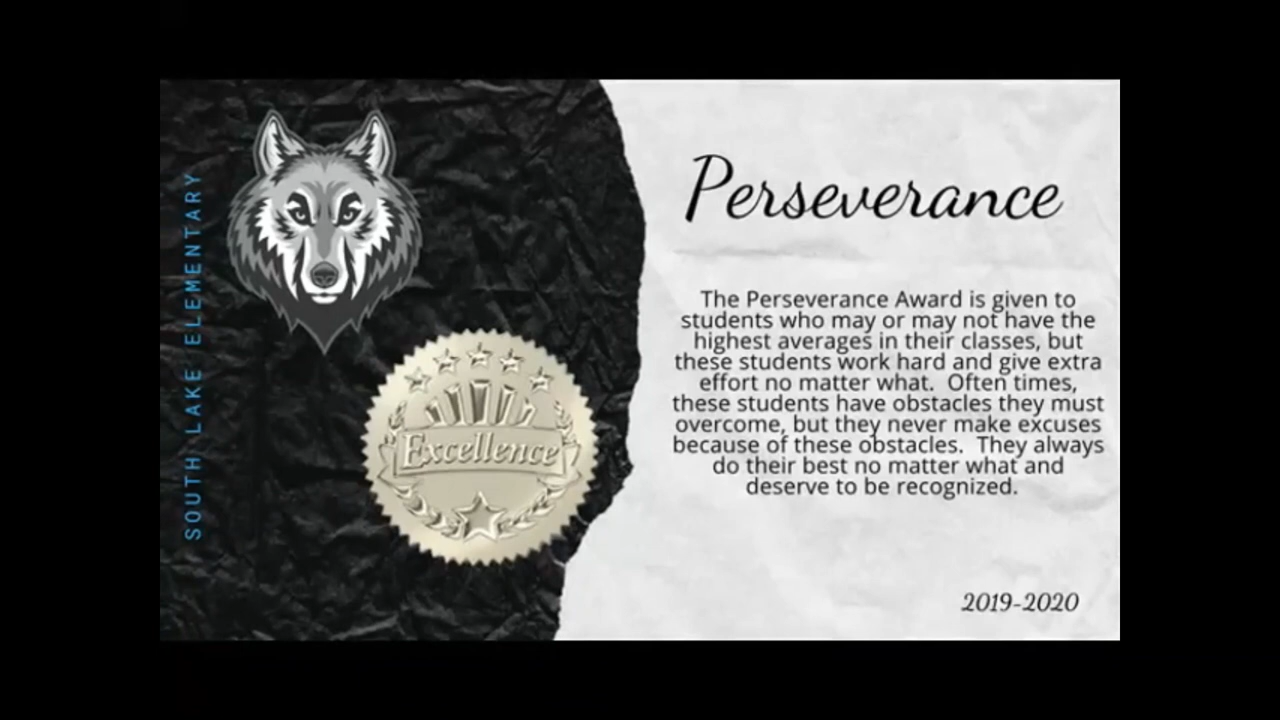 SOUTH LAKE ELEMENTARY
Excellence
Perseverance
The Perseverance Award is given to
students who may or may not have the
highest averages in their classes, but
these students work hard and give extra
effort no matter what.  Often times,
these students have obstacles they must
overcome, but they never make excuses
because of these obstacles.  They always
do their best no matter what and
deserve to be recognized.
2019-2020